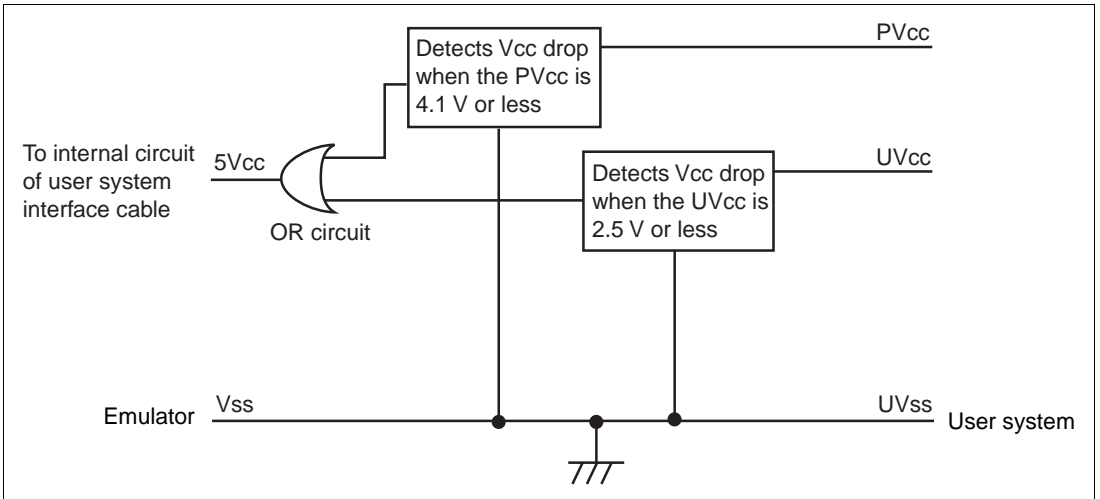 Detects Vcc drop
when the PVcc is
4.1 V or less
PVcc
To internal circuit
of user system
interface cable
5Vcc
OR circuit
Detects Vcc drop
when the UVcc is
2.5 V or less
UVcc
Emulator
Vss
UVss
User system